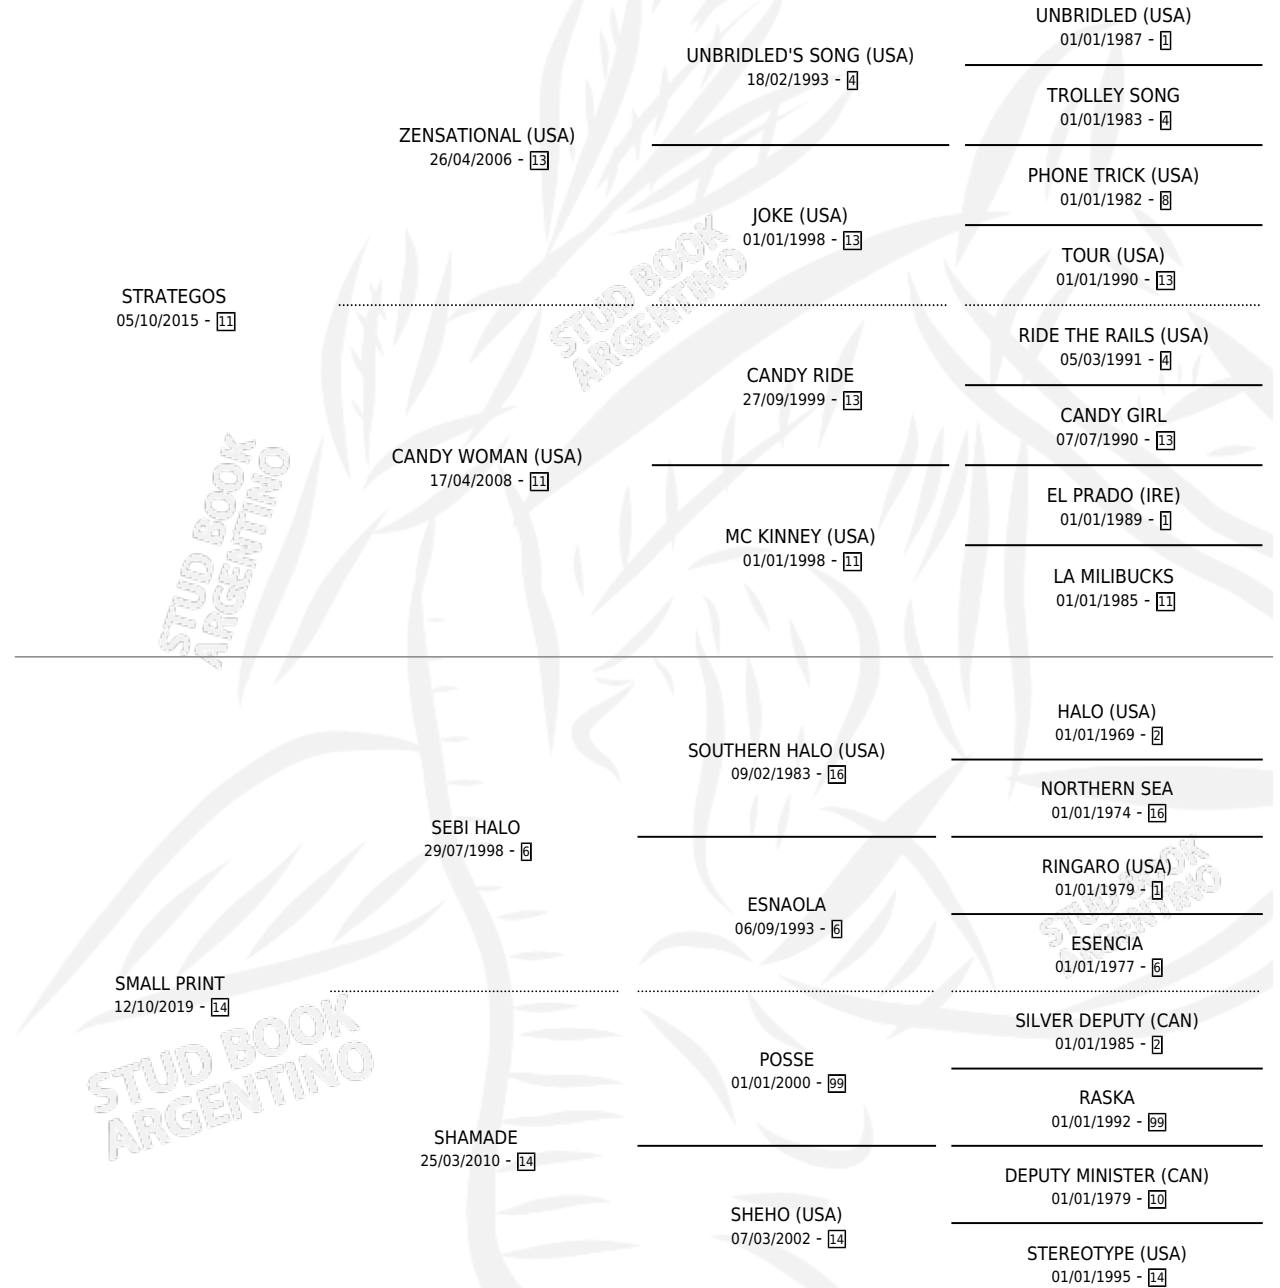 UNBRIDLED (USA)
01/01/1987 - 1
UNBRIDLED'S SONG (USA)
18/02/1993 - 4
TROLLEY SONG
01/01/1983 - 4
ZENSATIONAL (USA)
26/04/2006 - 13
PHONE TRICK (USA)
01/01/1982 - 8
JOKE (USA)
01/01/1998 - 13
TOUR (USA)
01/01/1990 - 13
STRATEGOS
05/10/2015 - 11
RIDE THE RAILS (USA)
05/03/1991 - 4
CANDY RIDE
27/09/1999 - 13
CANDY GIRL
07/07/1990 - 13
CANDY WOMAN (USA)
17/04/2008 - 11
EL PRADO (IRE)
01/01/1989 - 1
MC KINNEY (USA)
01/01/1998 - 11
LA MILIBUCKS
01/01/1985 - 11
STUD BOOK
ARGENTINO
STUD BOOK
ARGENTINO
HALO (USA)
01/01/1969 - 2
SOUTHERN HALO (USA)
09/02/1983 - 16
NORTHERN SEA
01/01/1974 - 16
SEBI HALO
29/07/1998 - 6
RINGARO (USA)
01/01/1979 - 1
ESNAOLA
06/09/1993 - 6
ESENCIA
01/01/1977 - 6
SMALL PRINT
12/10/2019 - 14
SILVER DEPUTY (CAN)
01/01/1985 - 2
POSSE
01/01/2000 - 99
RASKA
01/01/1992 - 99
SHAMADE
25/03/2010 - 14
DEPUTY MINISTER (CAN)
01/01/1979 - 10
SHEHO (USA)
07/03/2002 - 14
STEREOTYPE (USA)
01/01/1995 - 14
STUD BOOK
ARGENTINO
STUD BOOK
ARGENTINO